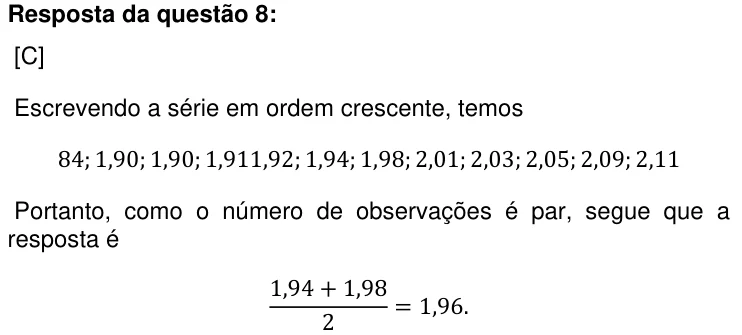 Resposta da questão 8:
[C]
Escrevendo a série em ordem crescente, temos
84; 1,90; 1,90; 1,911,92; 1,94; 1,98; 2,01; 2,03; 2,05; 2,09; 2,11
Portanto, como o número de observações é par, segue que a
resposta é
1,94 + 1,98
2
= 1,96.